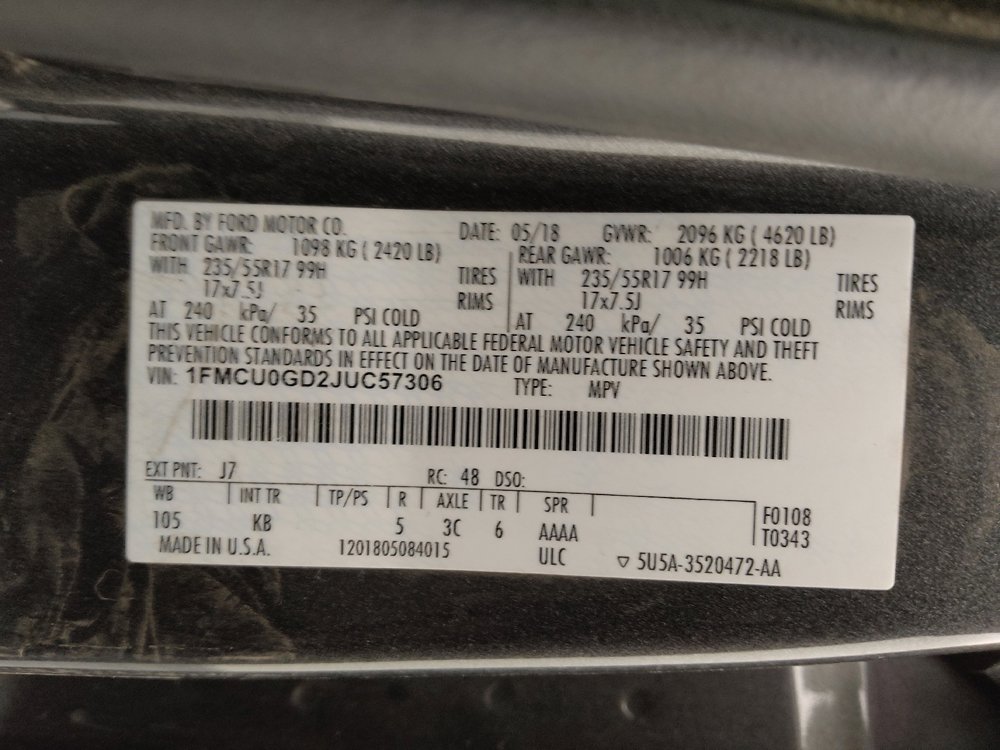 MFD. BY FORD MOTOR CO. DATE: 05/18 GVWR: 2096 KG ( 4620 LB)
FRONT GAWR: 1098 KG ( 2420 LB) REAR GAWR: 1006 KG ( 2218 LB)
WITH 235/55R17 99H TIRES WITH 235/55R17 99H TIRES
17x7.5J RIMS 17x7.5J RIMS
AT 240 kPa/ 35 PSI COLD AT 240 kPa/ 35 PSI COLD
THIS VEHICLE CONFORMS TO ALL APPLICABLE FEDERAL MOTOR VEHICLE SAFETY AND THEFT
PREVENTION STANDARDS IN EFFECT ON THE DATE OF MANUFACTURE SHOWN ABOVE.
VIN: 1FMCU0GD2JUC57306 TYPE: MPV
EXT PNT: J7 RC: 48 DSO:
WB INT TR TP/PS R AXLE TR SPR F0108
105 KB 5 3C 6 AAAA T0343
MADE IN U.S.A. 1201805084015 ULC ▽ 5U5A-3520472-AA